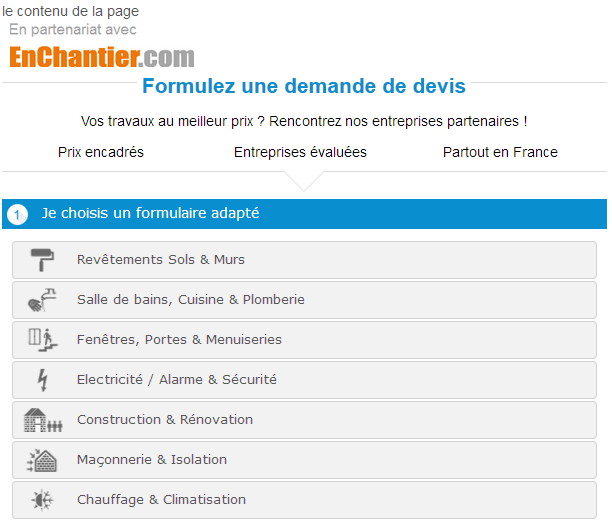 le contenu de la page
En partenariat avec
EnChantier.com
Formulez une demande de devis
Vos travaux au meilleur prix ? Rencontrez nos entreprises partenaires !
Prix encadrés Entreprises évaluées Partout en France
1 Je choisis un formulaire adapté
Revêtements Sols & Murs
Salle de bains, Cuisine & Plomberie
Fenêtres, Portes & Menuiseries
Electricité / Alarme & Sécurité
Construction & Rénovation
Maçonnerie & Isolation
Chauffage & Climatisation